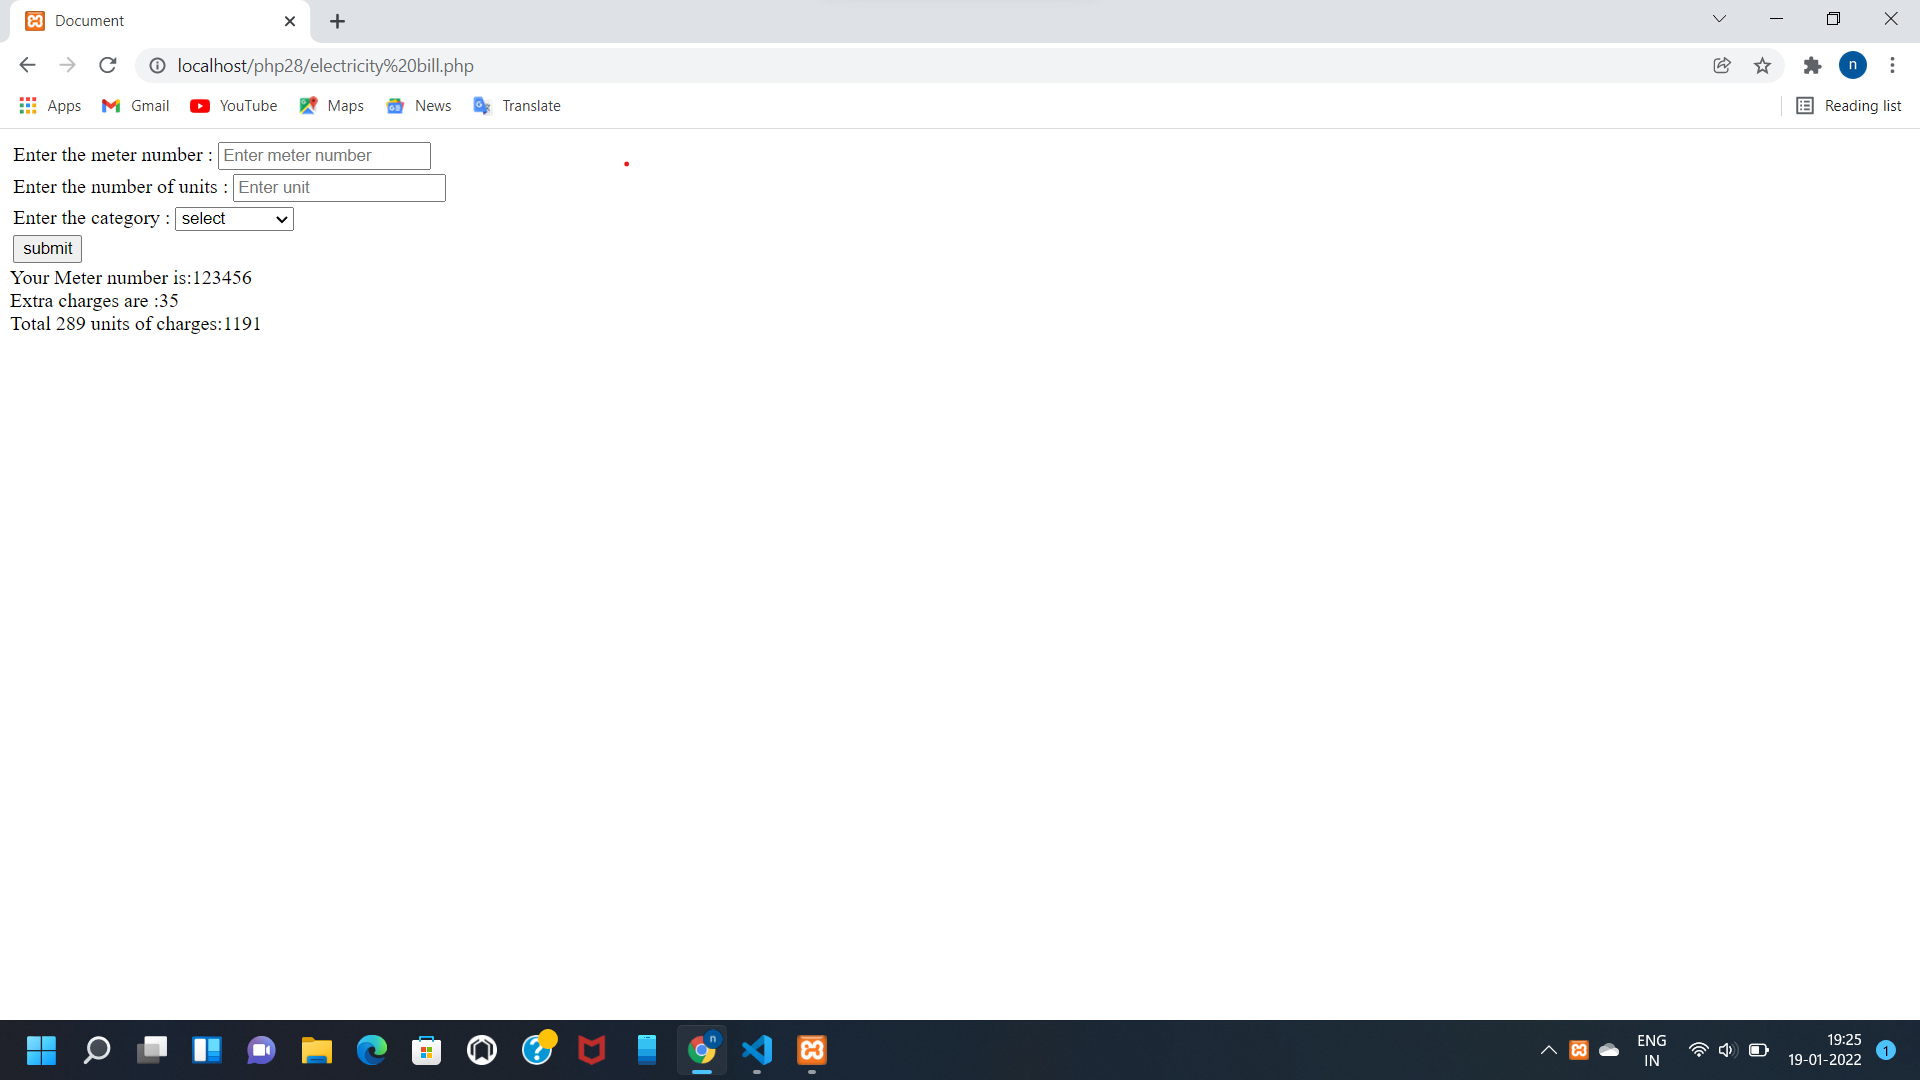 Document
localhost/php28/electricity%20bill.php
n
Apps Gmail YouTube Maps News Translate Reading list
Enter the meter number : Enter meter number
Enter the number of units : Enter unit
Enter the category : select
submit
Your Meter number is:123456
Extra charges are :35
Total 289 units of charges:1191
n
ENG
IN
19:25
19-01-2022
1